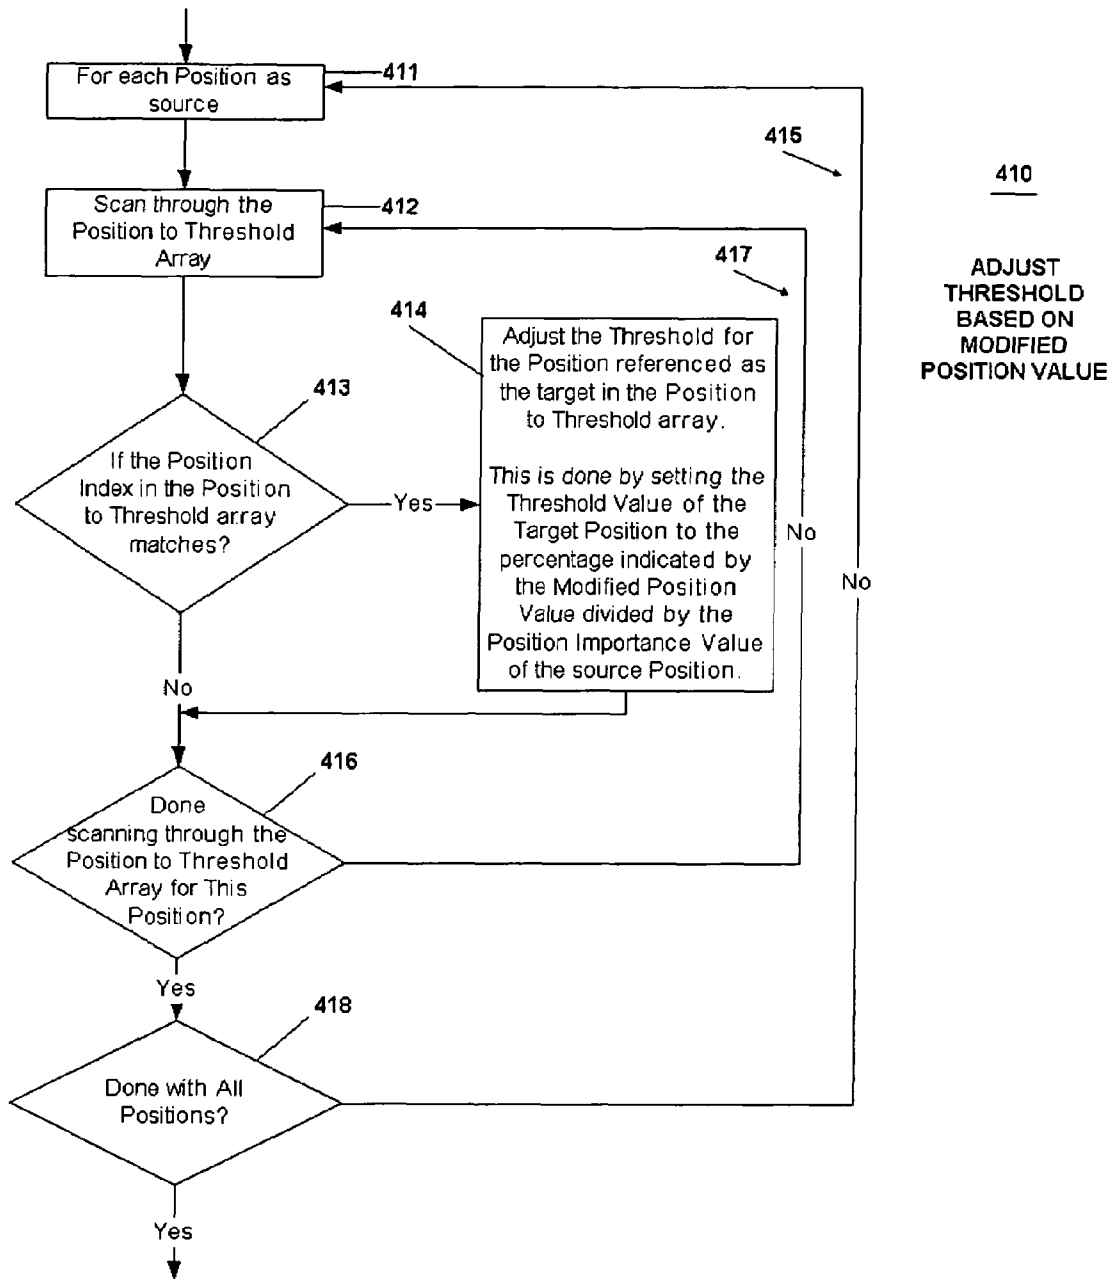 For each Position as
source
411
415
410
Scan through the
Position to Threshold
Array
412
417
ADJUST
THRESHOLD
BASED ON
MODIFIED
POSITION VALUE
414
Adjust the Threshold for
the Position referenced as
the target in the Position
to Threshold array.
This is done by setting the
Threshold Value of the
Target Position to the
percentage indicated by
the Modified Position
Value divided by the
Position Importance Value
of the source Position.
413
If the Position
Index in the Position
to Threshold array
matches?
Yes
No
No
No
416
Done
scanning through the
Position to Threshold
Array for This
Position?
Yes
418
Done with All
Positions?
Yes